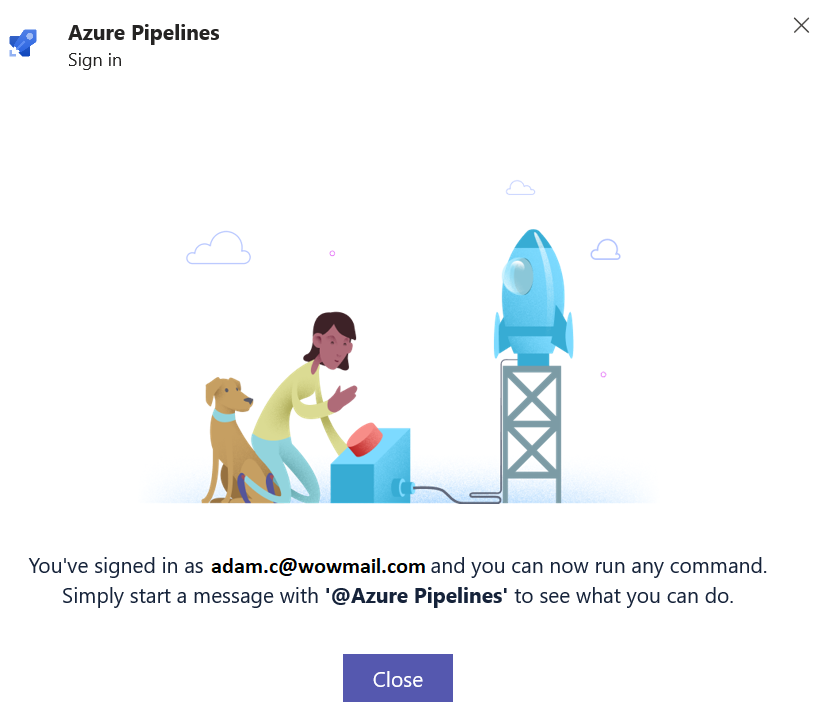 Azure Pipelines
Sign in
You've signed in as adam.c@wowmail.com and you can now run any command.
Simply start a message with '@Azure Pipelines' to see what you can do.
Close